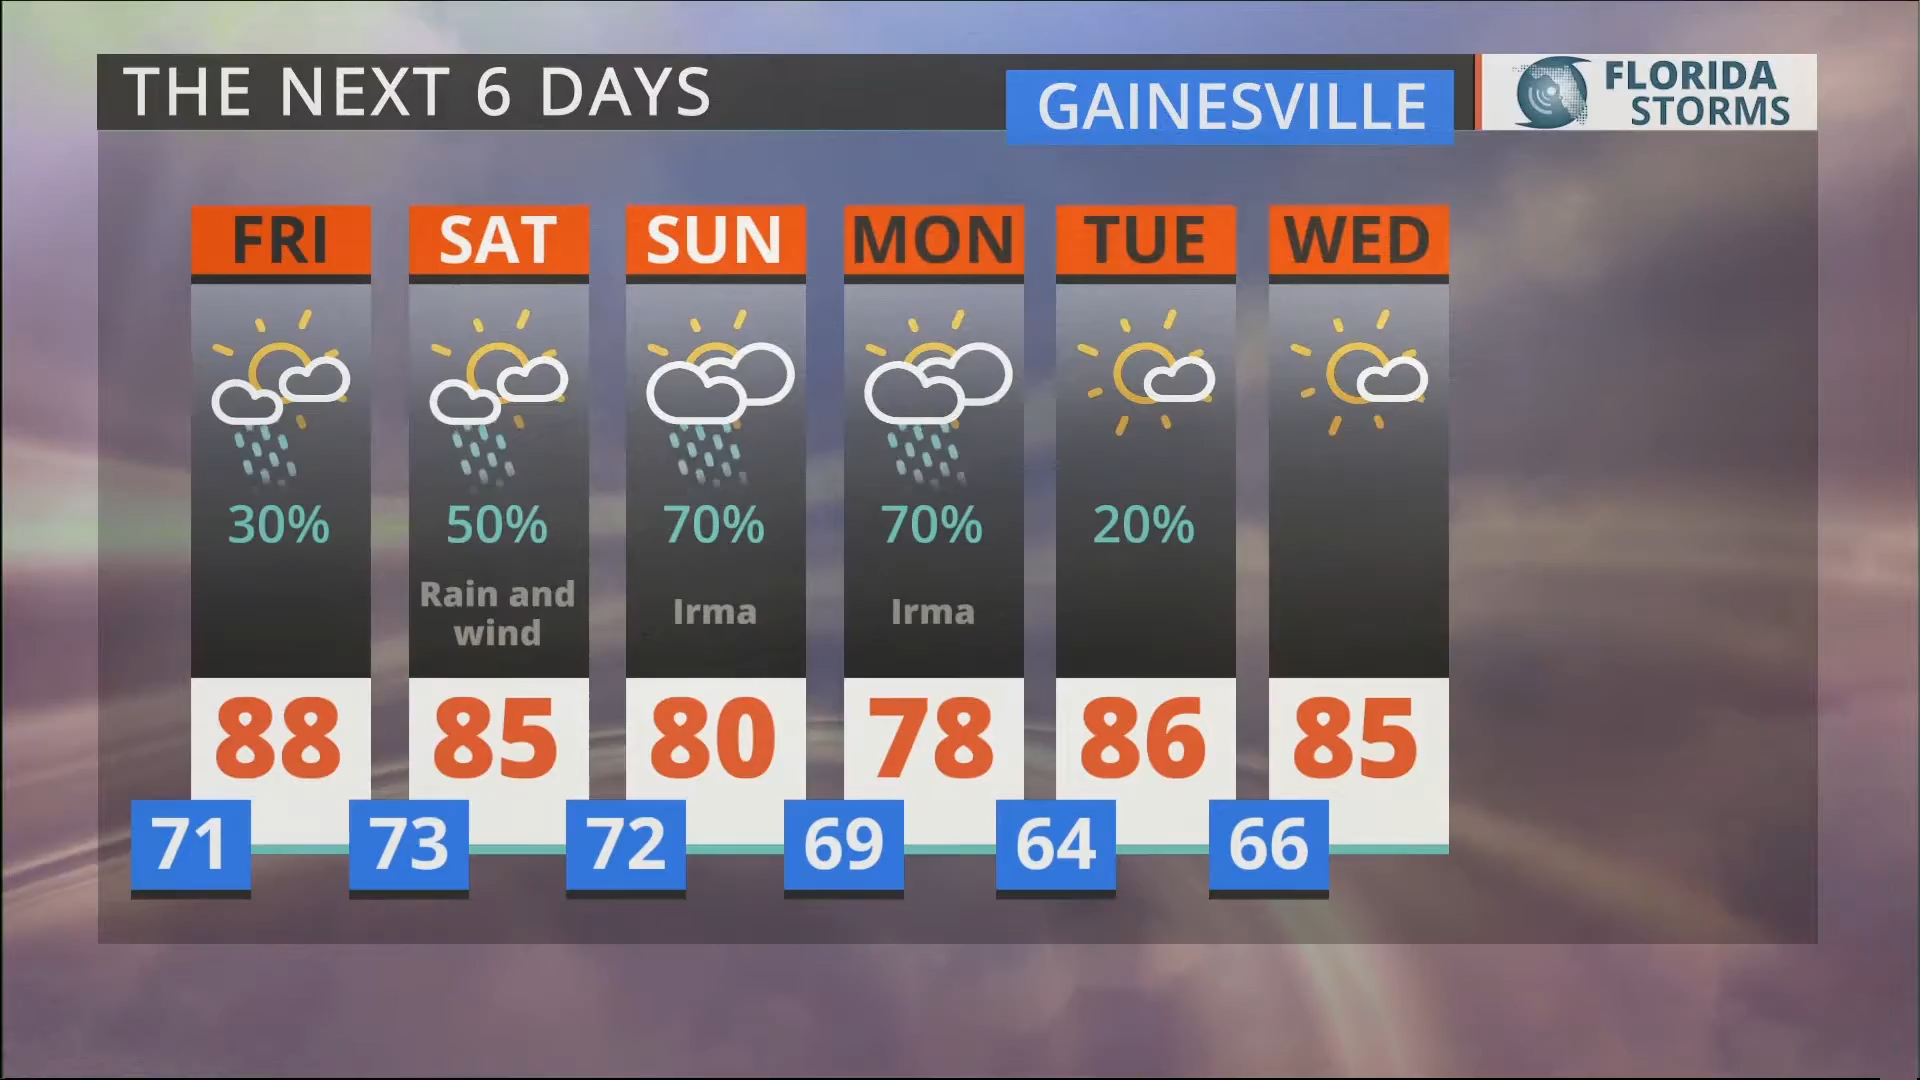 THE NEXT 6 DAYS
GAINESVILLE
FLORIDA
STORMS
FRI
SAT
SUN
MON
TUE
WED
30%
50%
70%
70%
20%
Rain and
wind
Irma
Irma
88
85
80
78
86
85
71
73
72
69
64
66